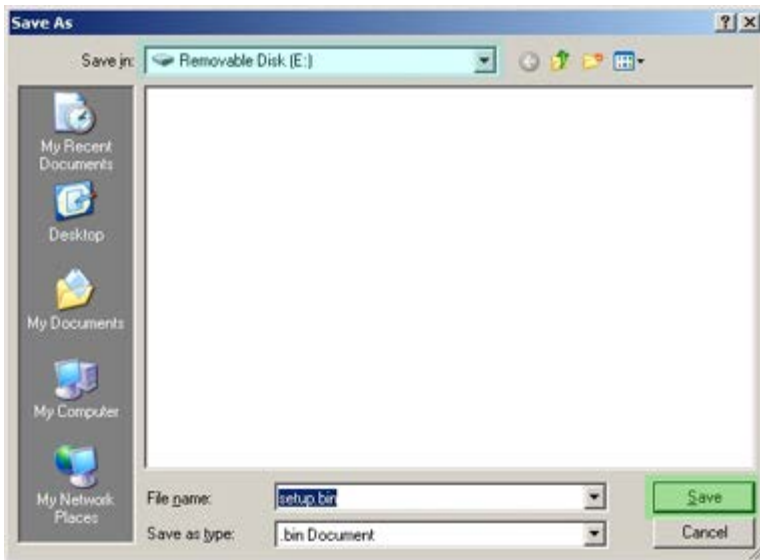 Save As
Save in:
Removable Disk (E:)
My Recent
Documents
Desktop
My Documents
My Computer
My Network
Places
File name:
setup.bin
Save
Save as type:
.bin Document
Cancel